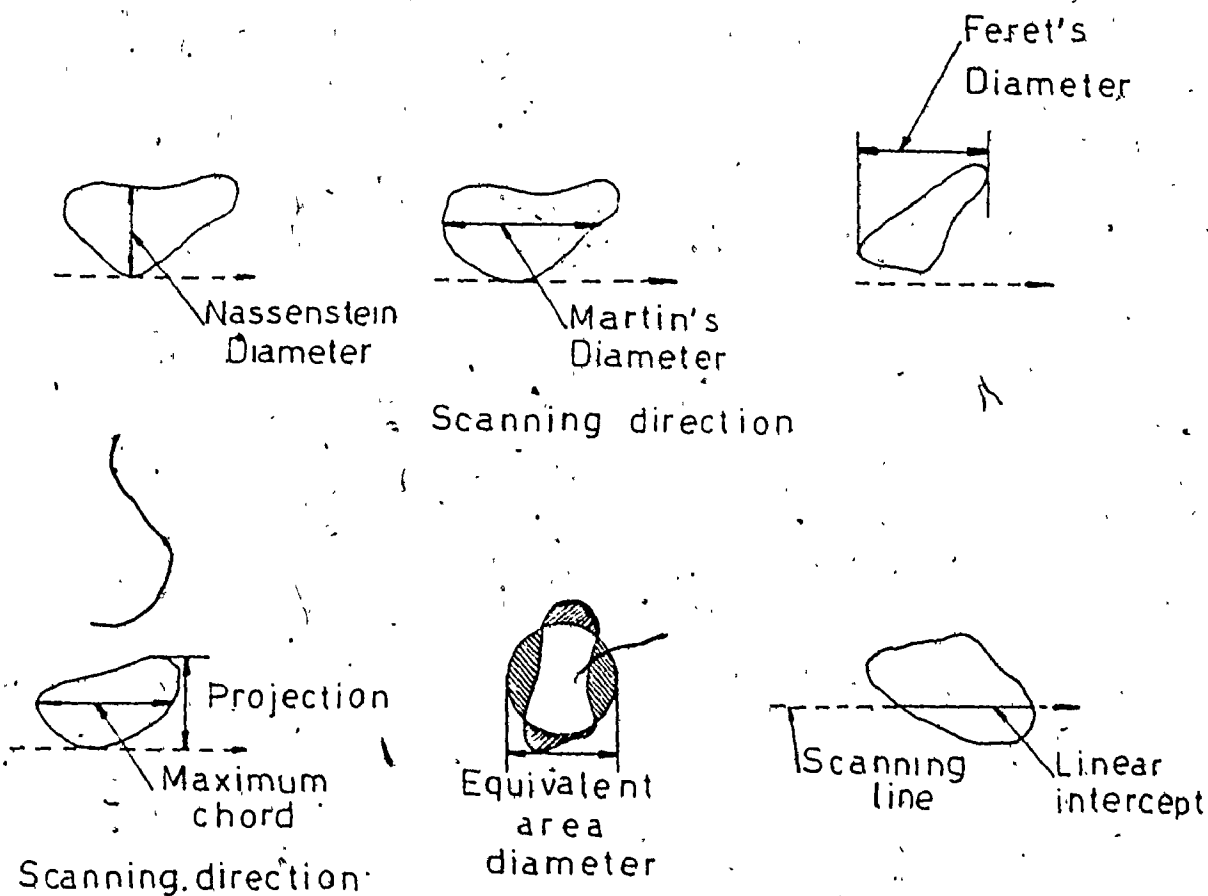 Feret's
Diameter
Nassenstein
Diameter
Martin's
Diameter
Scanning direction
Projection
Maximum
chord
Scanning direction
Equivalent
area
diameter
Scanning
line
Linear
intercept